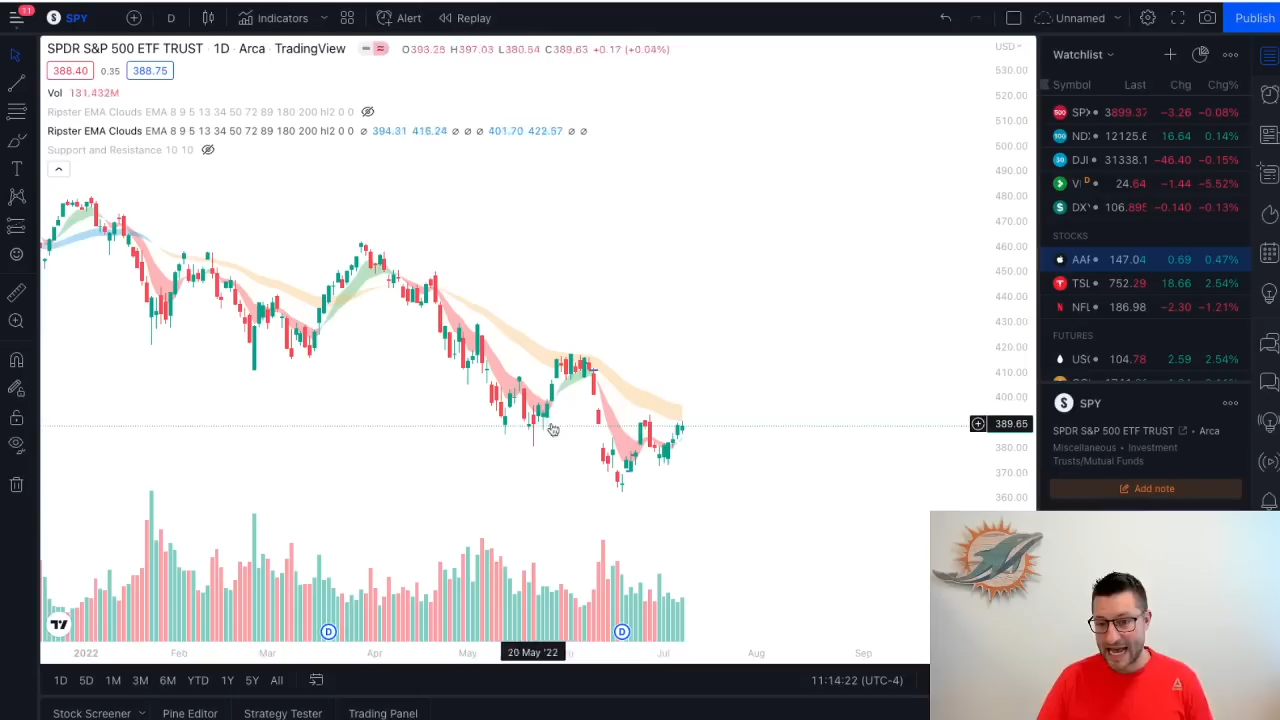 11 SPY D Indicators Alert Replay Unnamed Publish
SPDR S&P 500 ETF TRUST · 1D · Arca · TradingView O393.25 H397.03 L380.54 C389.63 +0.17 (+0.04%)
USD
388.40 0.35 388.75
Vol 131.432M
Ripster EMA Clouds EMA 8 9 5 13 34 50 72 89 180 200 hl2 0 0
Ripster EMA Clouds EMA 8 9 5 13 34 50 72 89 180 200 hl2 0 0 ∅ 394.31 416.24 ∅ ∅ ∅ 401.70 422.57 ∅ ∅
Support and Resistance 10 10
530.00
520.00
510.00
500.00
490.00
480.00
470.00
460.00
450.00
440.00
430.00
420.00
410.00
400.00
389.65
380.00
370.00
360.00
D D
2022 Feb Mar Apr May 20 May '22 Jul Aug Sep
1D 5D 1M 3M 6M YTD 1Y 5Y All 11:14:22 (UTC-4)
Stock Screener Pine Editor Strategy Tester Trading Panel
Watchlist
Symbol Last Chg Chg%
500 SP 3899.37 −3.26 −0.08%
100 ND 12125.6 16.64 0.14%
30 DJI 31338.1 −46.40 −0.15%
VI D 24.64 −1.44 −5.52%
$ DX 106.895 −0.140 −0.13%
STOCKS
AA 147.04 0.69 0.47%
TSL 752.29 18.66 2.54%
NFL 186.98 −2.30 −1.21%
FUTURES
104.78 2.59 2.54%
S SPY
SPDR S&P 500 ETF TRUST · Arca
Miscellaneous · Investment
Trusts/Mutual Funds
Add note